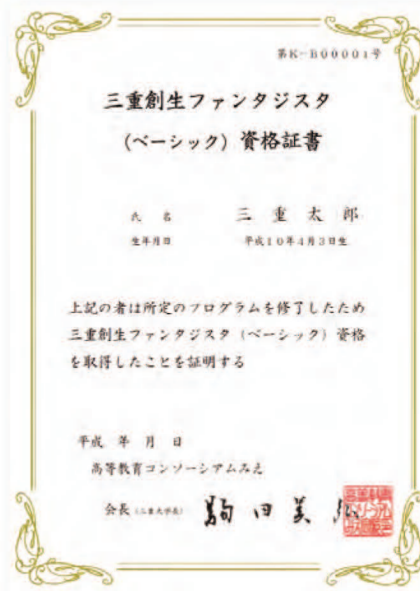 第K-B00001号
三重創生ファンタジスタ
(ベーシック) 資格証書
氏 名 三 重 太 郎
生年月日 平成10年4月3日生
上記の者は所定のプログラムを修了したため
三重創生ファンタジスタ (ベーシック) 資格
を取得したことを証明する
平成 年 月 日
高等教育コンソーシアムみえ
会長 (三重大学長) 駒田美弘